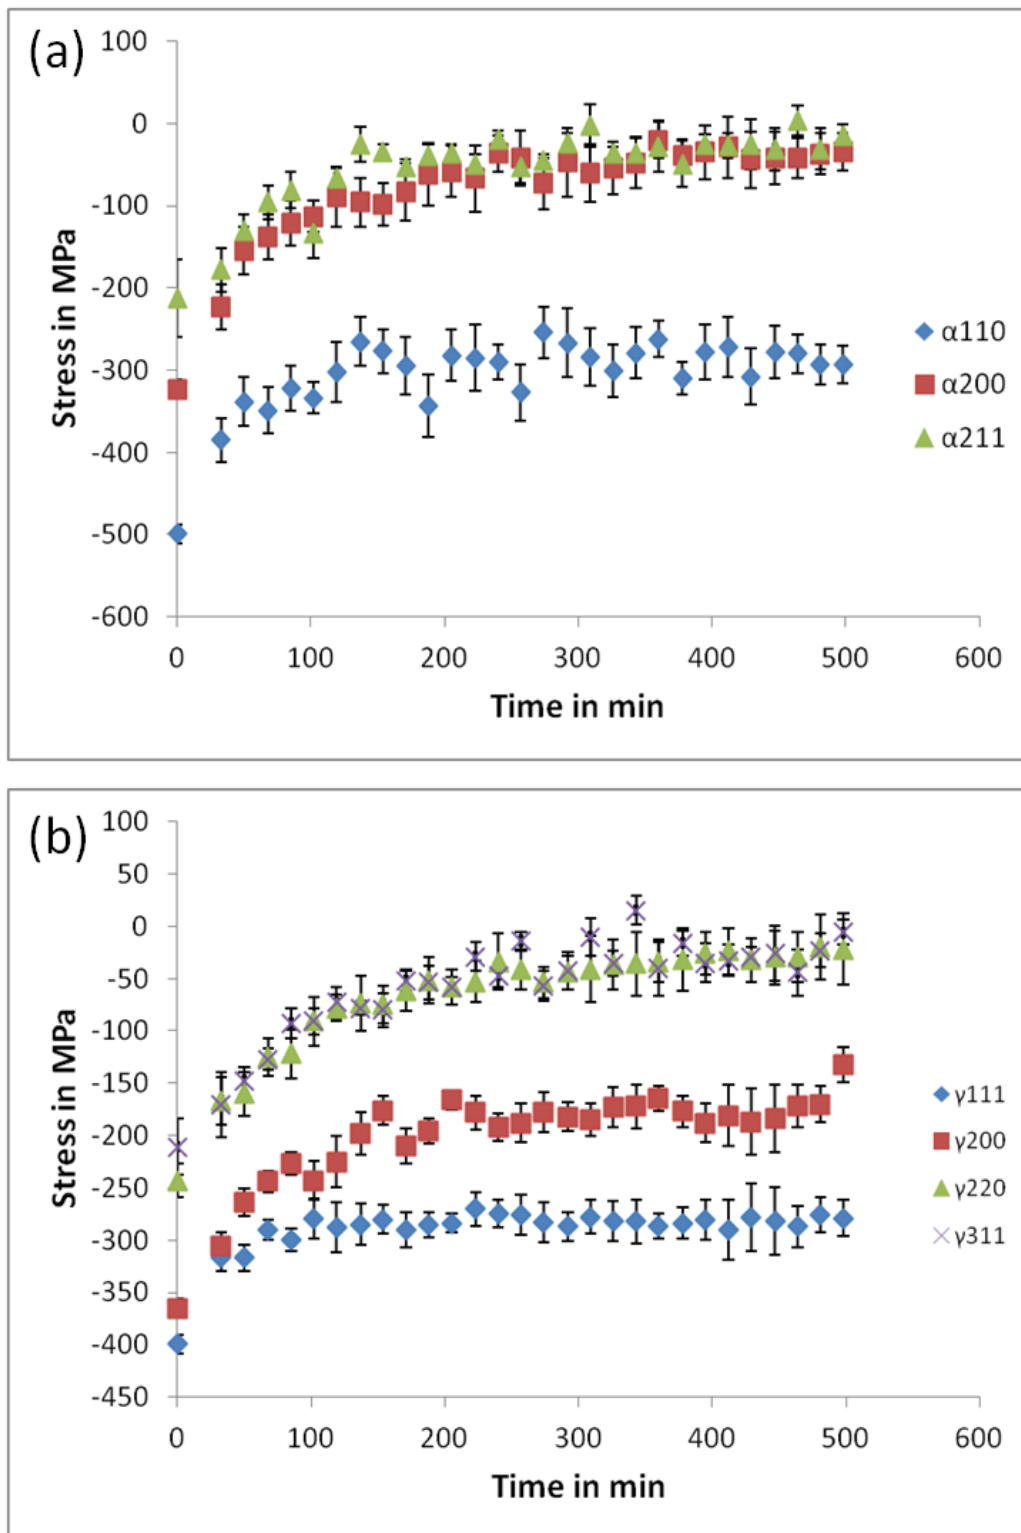 (a)
100
0
-100
-200
-300
-400
-500
-600
Stress in MPa
0 100 200 300 400 500 600
Time in min
α110
α200
α211
(b)
100
50
0
-50
-100
-150
-200
-250
-300
-350
-400
-450
Stress in MPa
0 100 200 300 400 500 600
Time in min
γ111
γ200
γ220
γ311